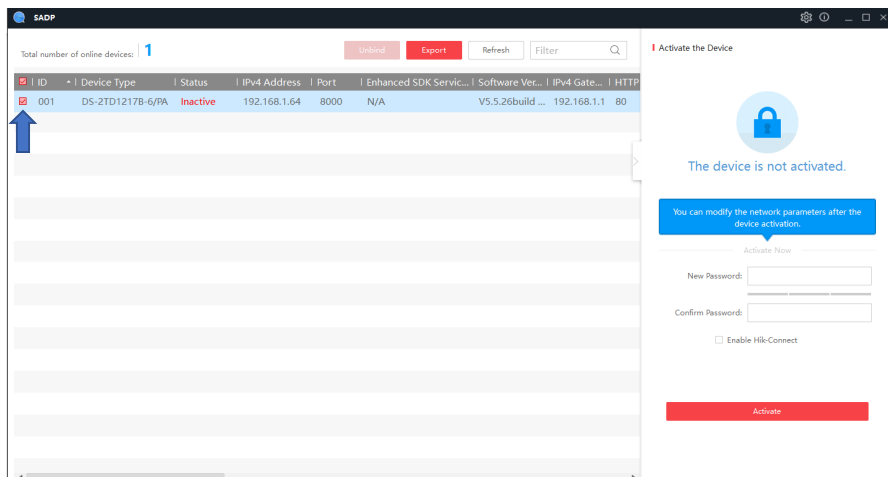 SADP
Total number of online devices: 1
Unbind
Export
Refresh
Filter
ID Device Type Status IPv4 Address Port Enhanced SDK Servic... Software Ver... IPv4 Gate... HTTP
001 DS-2TD1217B-6/PA Inactive 192.168.1.64 8000 N/A V5.5.26build ... 192.168.1.1 80
Activate the Device
The device is not activated.
You can modify the network parameters after the
device activation.
Activate Now
New Password:
Confirm Password:
Enable Hik-Connect
Activate